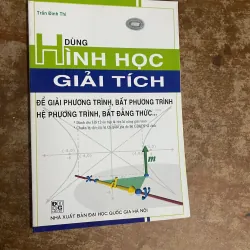 Trần Đình Thì
DÙNG
HÌNH HỌC
GIẢI TÍCH
ĐỂ GIẢI PHƯƠNG TRÌNH, BẤT PHƯƠNG TRÌNH
HỆ PHƯƠNG TRÌNH, BẤT ĐẲNG THỨC...
m
NHÀ XUẤT BẢN ĐẠI HỌC QUỐC GIA HÀ NỘI